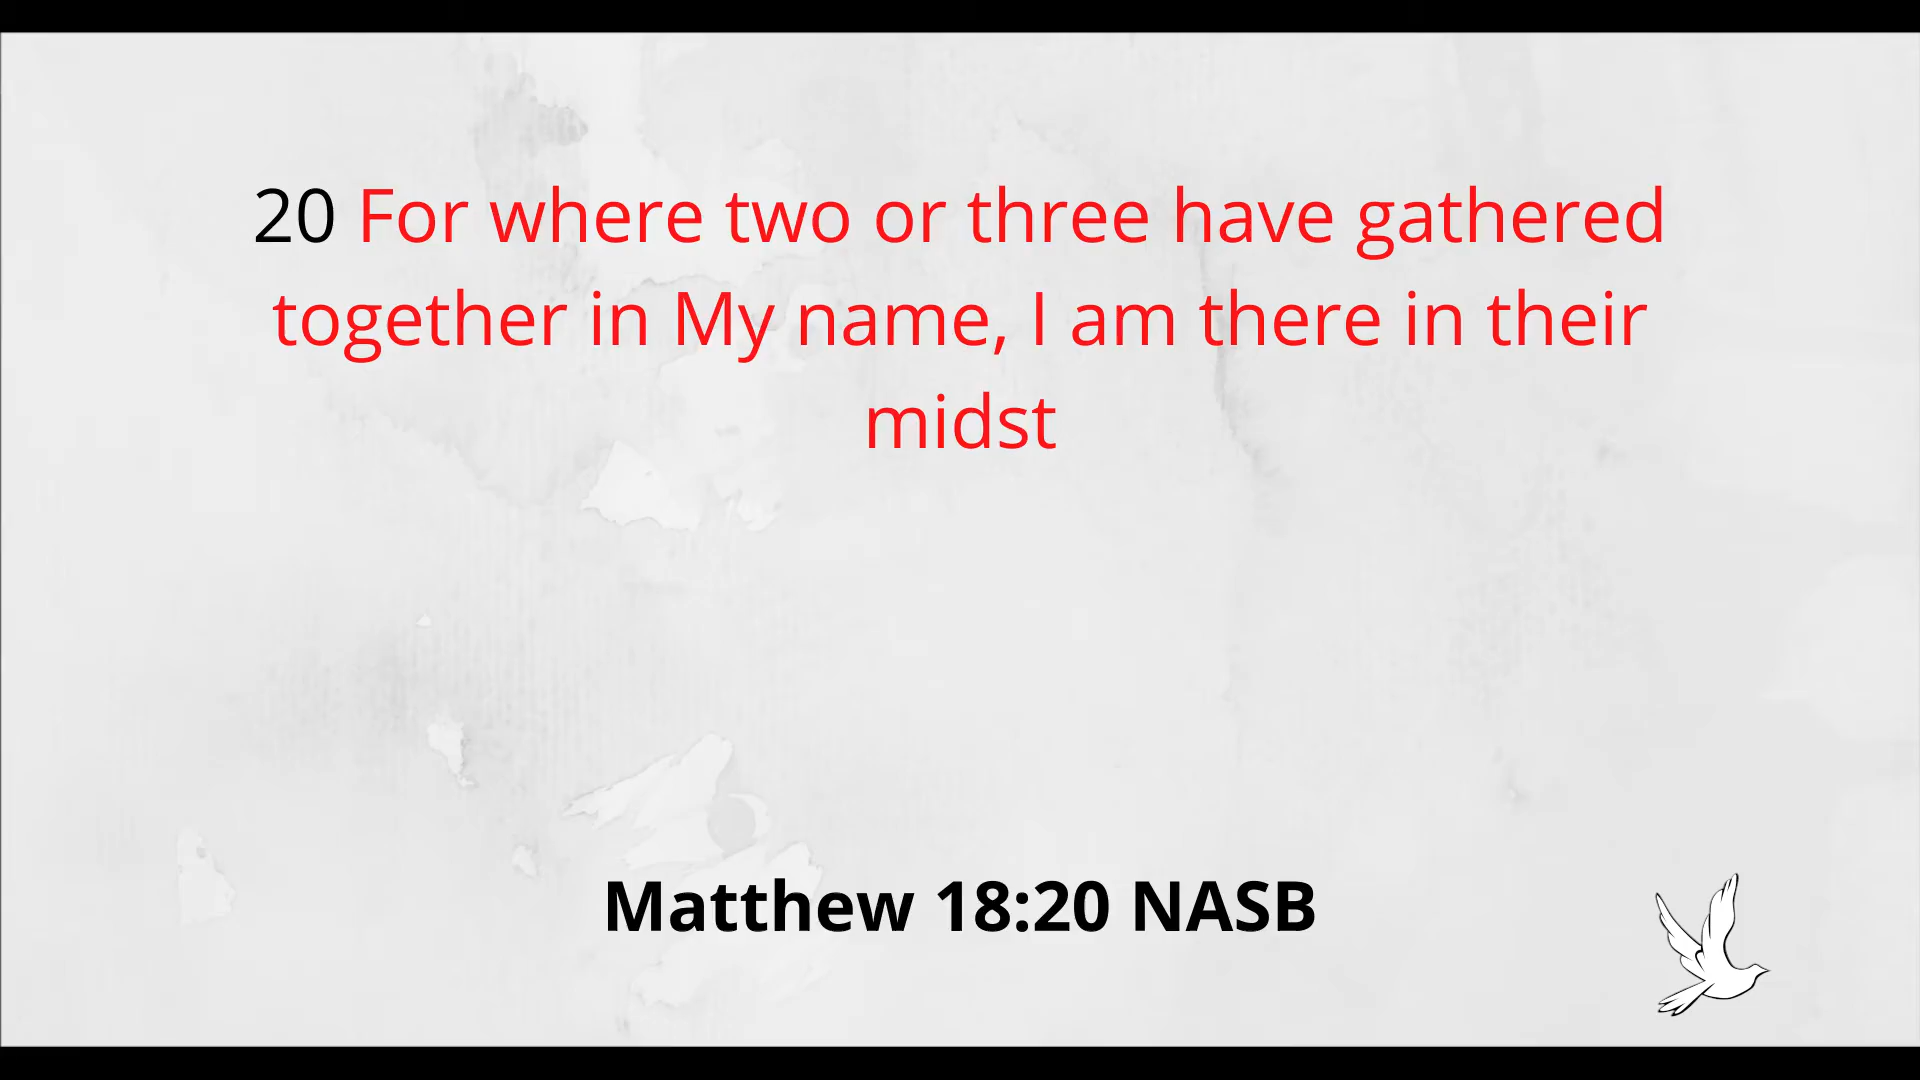 20 For where two or three have gathered
together in My name, I am there in their
midst
Matthew 18:20 NASB